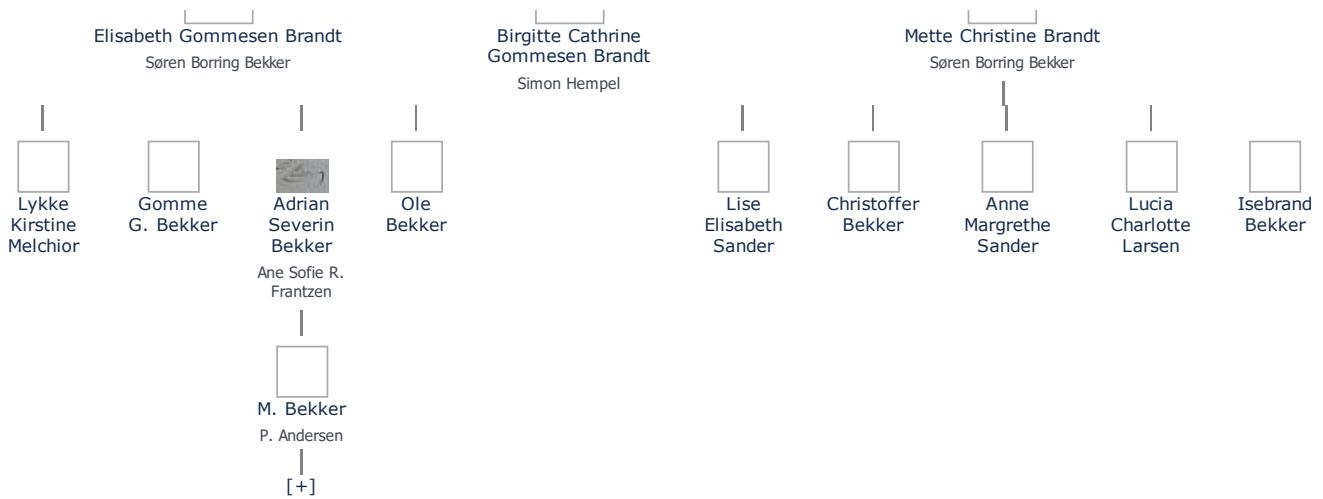 Elisabeth Gommesen Brandt
Søren Borring Bekker
Birgitte Cathrine
Gommesen Brandt
Simon Hempel
Mette Christine Brandt
Søren Borring Bekker
Lykke
Kirstine
Melchior
Gomme
G. Bekker
Adrian
Severin
Bekker
Ane Sofie R.
Frantzen
Ole
Bekker
Lise
Elisabeth
Sander
Christoffer
Bekker
Anne
Margrethe
Sander
Lucia
Charlotte
Larsen
Isebrand
Bekker
M. Bekker
P. Andersen
[+]